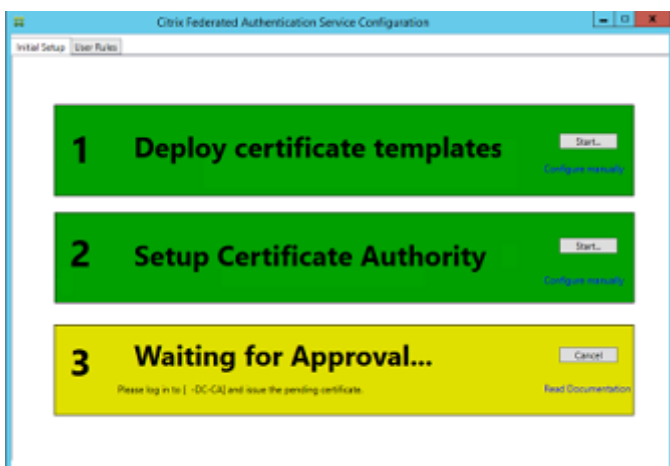 Citrix Federated Authentication Service Configuration
Initial Setup User Rules
1 Deploy certificate templates Start...
Configure manually
2 Setup Certificate Authority Start...
Configure manually
3 Waiting for Approval... Cancel
Please log in to [ -DC-CA] and issue the pending certificate. Read Documentation